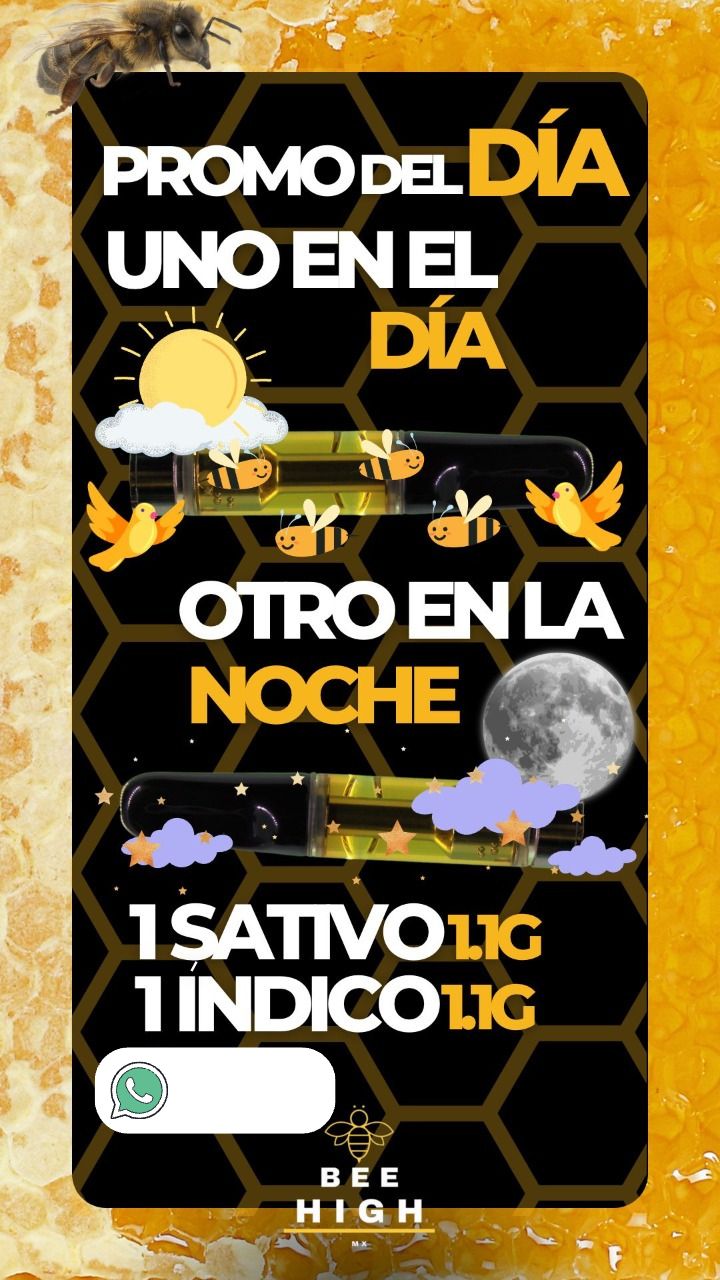 PROMO DEL DÍA
UNO EN EL
DÍA
OTRO EN LA
NOCHE
1 SATIVO 1.1G
1 ÍNDICO 1.1G
BEE
HIGH
MX